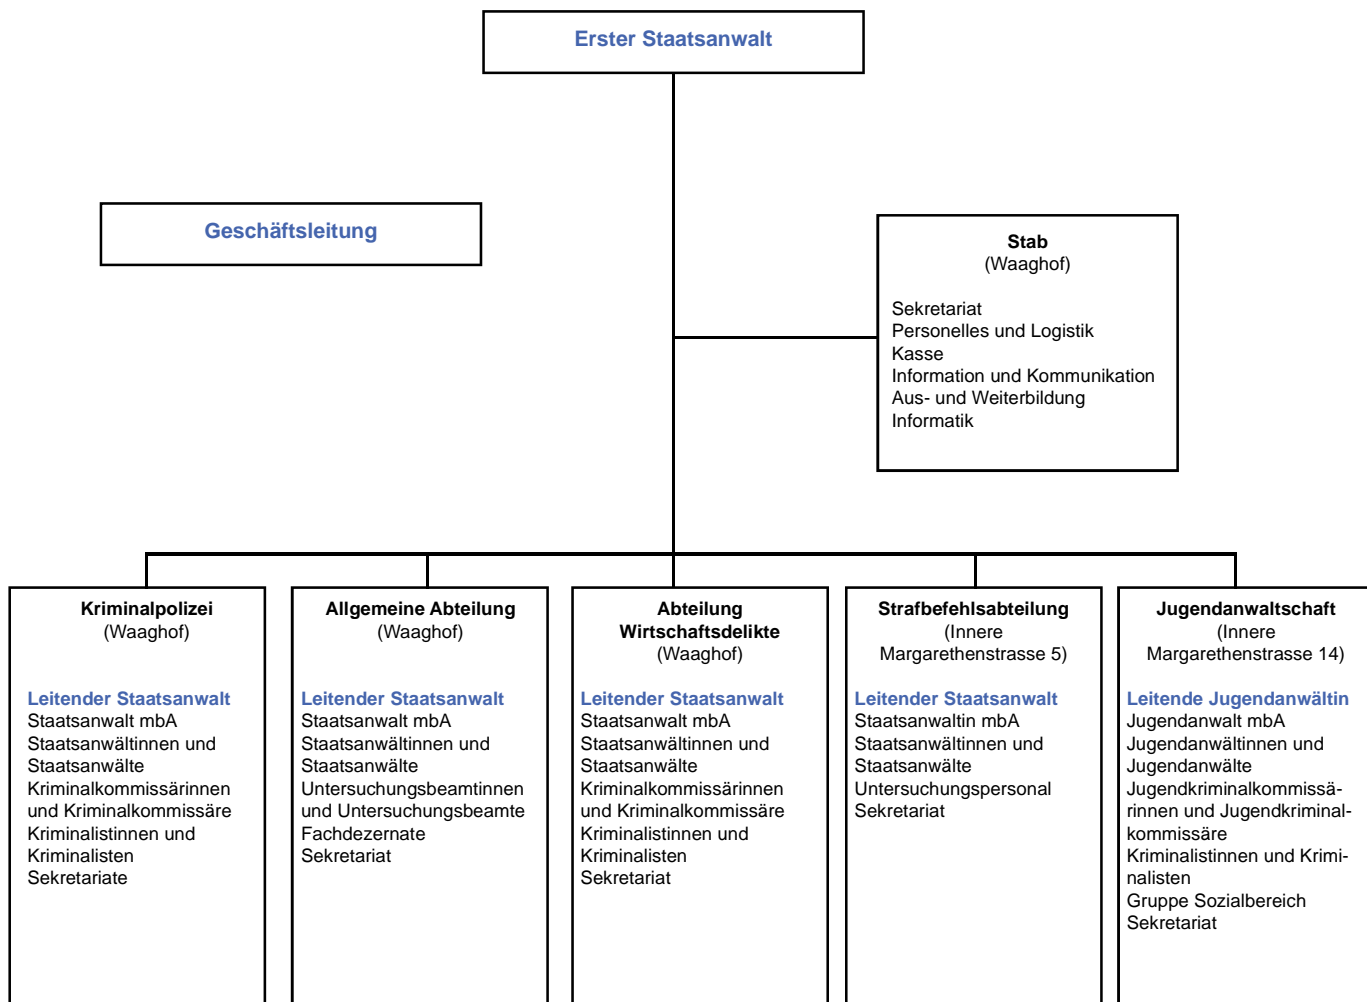 Erster Staatsanwalt
Geschäftsleitung
Stab
(Waaghof)
Sekretariat
Personelles und Logistik
Kasse
Information und Kommunikation
Aus- und Weiterbildung
Informatik
Kriminalpolizei
(Waaghof)
Leitender Staatsanwalt
Staatsanwalt mbA
Staatsanwältinnen und
Staatsanwälte
Kriminalkommissärinnen
und Kriminalkommissäre
Kriminalistinnen und
Kriminalisten
Sekretariate
Allgemeine Abteilung
(Waaghof)
Leitender Staatsanwalt
Staatsanwalt mbA
Staatsanwältinnen und
Staatsanwälte
Untersuchungsbeamtinnen
und Untersuchungsbeamte
Fachdezernate
Sekretariat
Abteilung
Wirtschaftsdelikte
(Waaghof)
Leitender Staatsanwalt
Staatsanwalt mbA
Staatsanwältinnen und
Staatsanwälte
Kriminalkommissärinnen
und Kriminalkommissäre
Kriminalistinnen und
Kriminalisten
Sekretariat
Strafbefehlsabteilung
(Innere
Margarethenstrasse 5)
Leitender Staatsanwalt
Staatsanwaltin mbA
Staatsanwältinnen und
Staatsanwälte
Untersuchungspersonal
Sekretariat
Jugendanwaltschaft
(Innere
Margarethenstrasse 14)
Leitende Jugendanwältin
Jugendanwalt mbA
Jugendanwältinnen und
Jugendanwälte
Jugendkriminalkommissä-
rinnen und Jugendkriminal-
kommissäre
Kriminalistinnen und Krimi-
nalisten
Gruppe Sozialbereich
Sekretariat